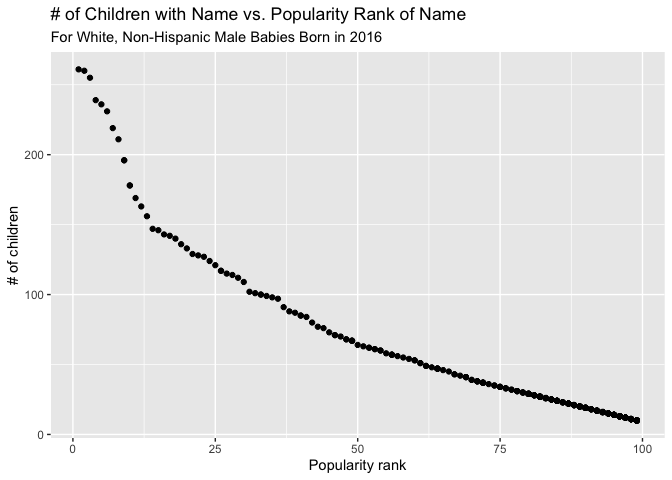 # of Children with Name vs. Popularity Rank of Name
For White, Non-Hispanic Male Babies Born in 2016
200
100
0
# of children
0 25 50 75 100
Popularity rank